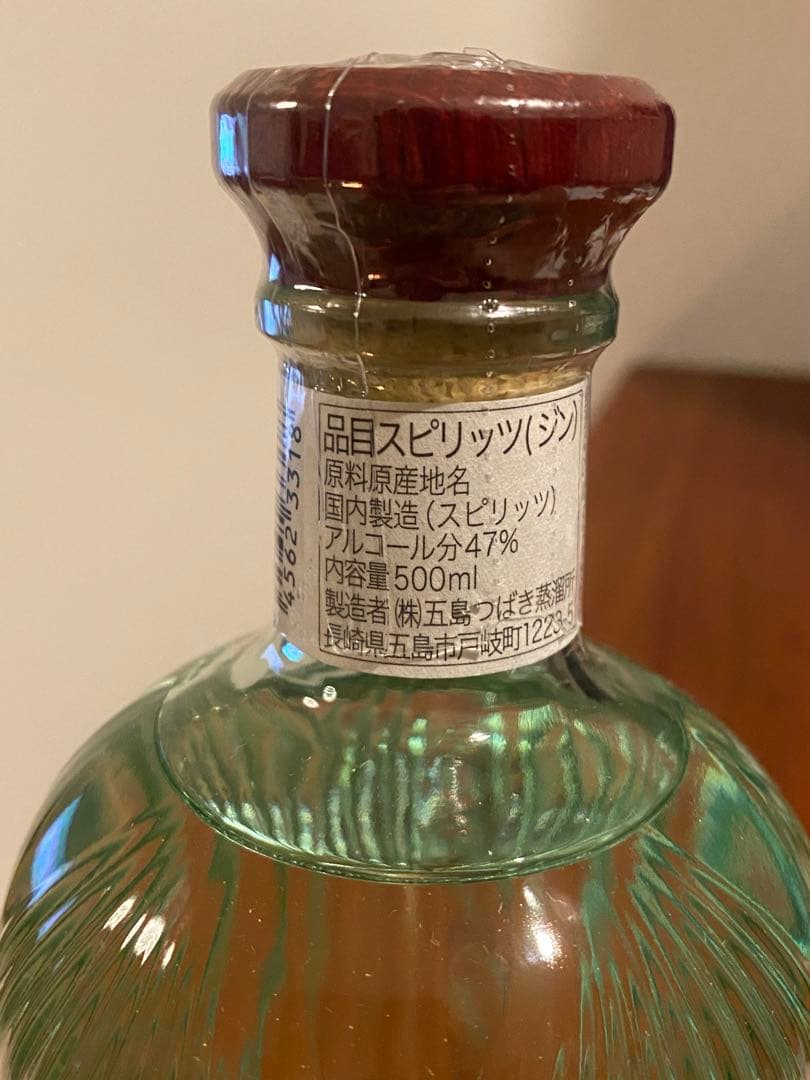 品目スピリッツ(ジン)
原料原産地名
国内製造(スピリッツ)
アルコール分47%
内容量500ml
製造者(株)五島つばき蒸溜所
長崎県五島市戸岐町1223-5
4562 33 18